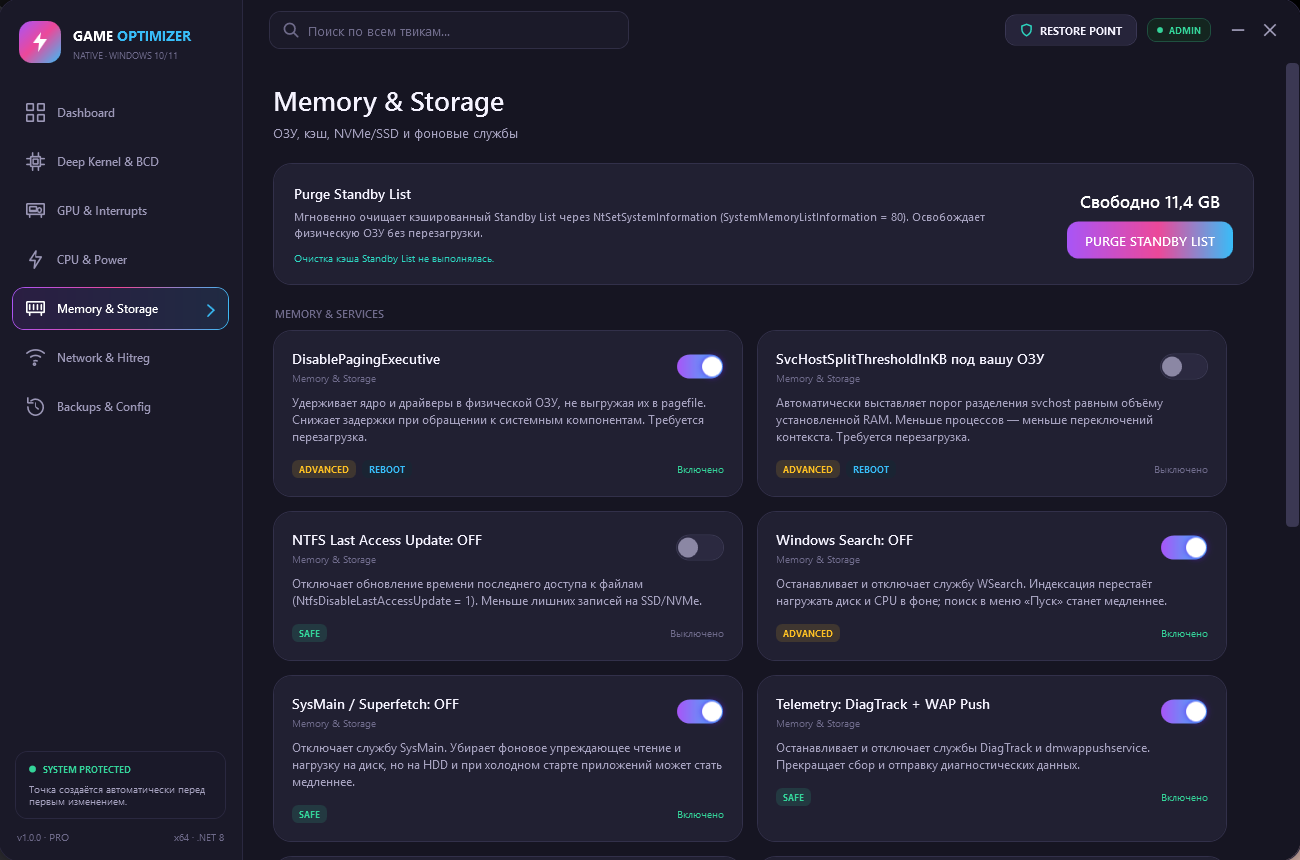 GAME OPTIMIZER
NATIVE · WINDOWS 10/11
Поиск по всем твикам...
RESTORE POINT
ADMIN
Dashboard
Deep Kernel & BCD
GPU & Interrupts
CPU & Power
Memory & Storage
Network & Hitreg
Backups & Config
SYSTEM PROTECTED
Точка создаётся автоматически перед
первым изменением.
v1.0.0 · PRO
x64 · .NET 8
Memory & Storage
ОЗУ, кэш, NVMe/SSD и фоновые службы
Purge Standby List
Мгновенно очищает кэшированный Standby List через NtSetSystemInformation (SystemMemoryListInformation = 80). Освобождает
физическую ОЗУ без перезагрузки.
Очистка кэша Standby List не выполнялась.
Свободно 11,4 GB
PURGE STANDBY LIST
MEMORY & SERVICES
DisablePagingExecutive
Memory & Storage
Удерживает ядро и драйверы в физической ОЗУ, не выгружая их в pagefile.
Снижает задержки при обращении к системным компонентам. Требуется
перезагрузка.
ADVANCED
REBOOT
Включено
SvcHostSplitThresholdInKB под вашу ОЗУ
Memory & Storage
Автоматически выставляет порог разделения svchost равным объёму
установленной RAM. Меньше процессов — меньше переключений
контекста. Требуется перезагрузка.
ADVANCED
REBOOT
Выключено
NTFS Last Access Update: OFF
Memory & Storage
Отключает обновление времени последнего доступа к файлам
(NtfsDisableLastAccessUpdate = 1). Меньше лишних записей на SSD/NVMe.
SAFE
Выключено
Windows Search: OFF
Memory & Storage
Останавливает и отключает службу WSearch. Индексация перестаёт
нагружать диск и CPU в фоне; поиск в меню «Пуск» станет медленнее.
ADVANCED
Включено
SysMain / Superfetch: OFF
Memory & Storage
Отключает службу SysMain. Убирает фоновое упреждающее чтение и
нагрузку на диск, но на HDD и при холодном старте приложений может стать
медленнее.
SAFE
Включено
Telemetry: DiagTrack + WAP Push
Memory & Storage
Останавливает и отключает службы DiagTrack и dmwappushservice.
Прекращает сбор и отправку диагностических данных.
SAFE
Включено